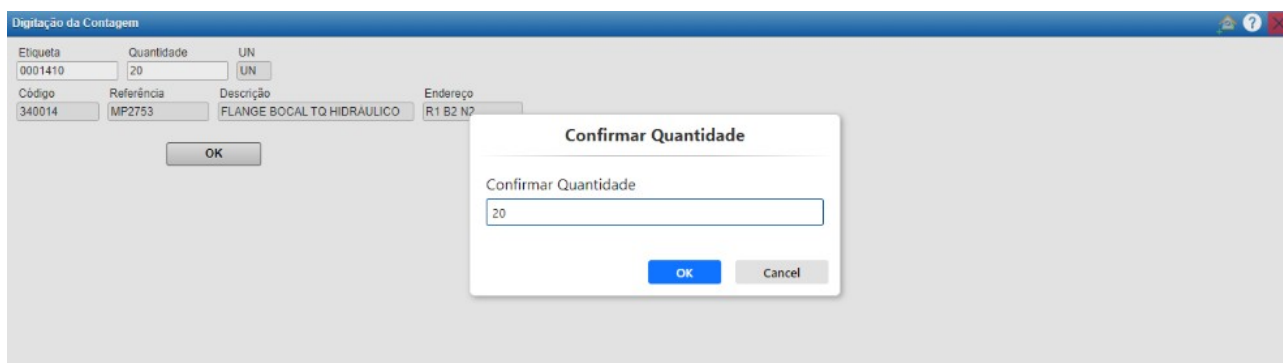 Digitação da Contagem
Etiqueta Quantidade UN
0001410 20 UN
Código Referência Descrição Endereço
340014 MP2753 FLANGE BOCAL TQ HIDRAULICO R1 B2 N2
OK
Confirmar Quantidade
Confirmar Quantidade
20
OK Cancel